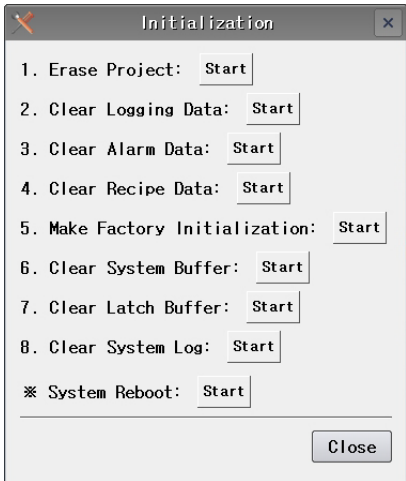 Initialization
1. Erase Project: Start
2. Clear Logging Data: Start
3. Clear Alarm Data: Start
4. Clear Recipe Data: Start
5. Make Factory Initialization: Start
6. Clear System Buffer: Start
7. Clear Latch Buffer: Start
8. Clear System Log: Start
※ System Reboot: Start
Close